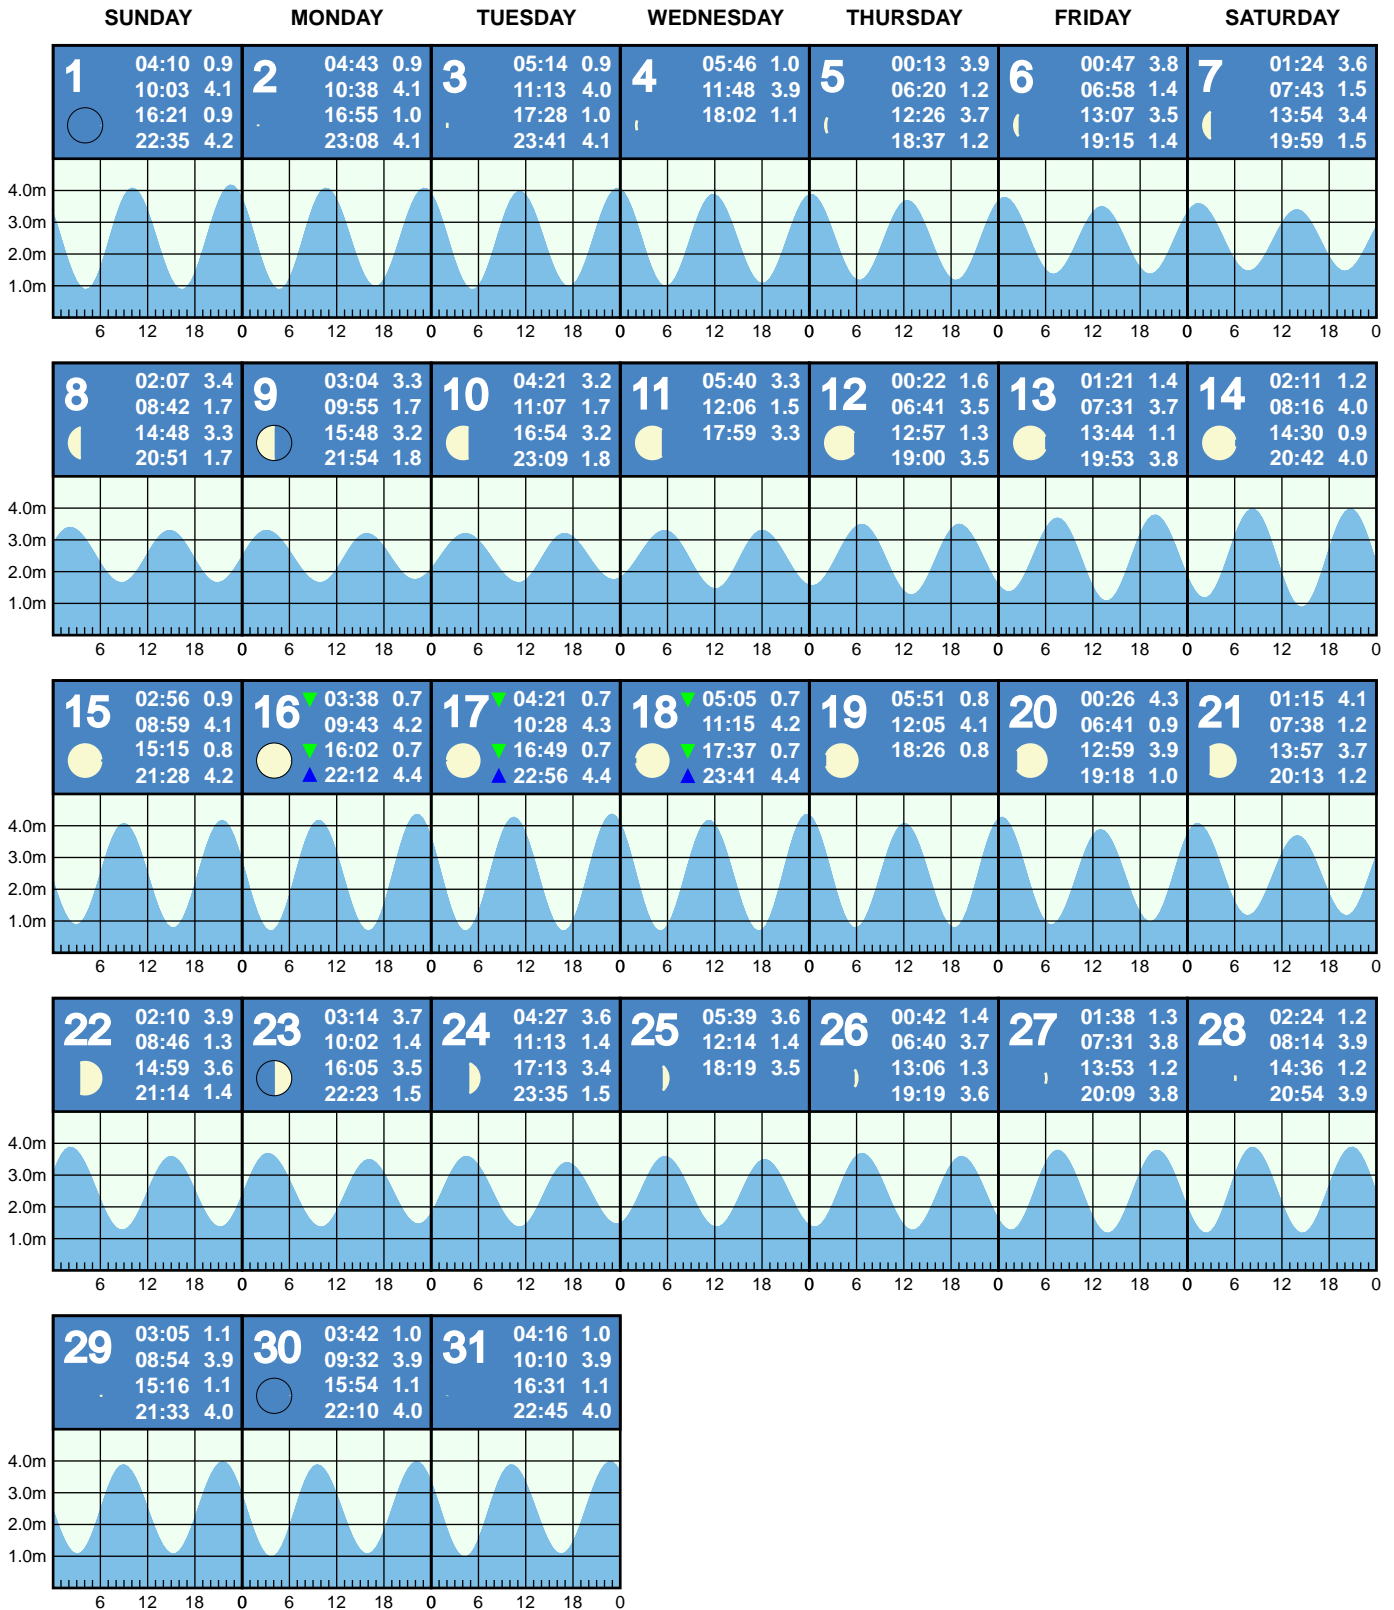 SUNDAY MONDAY TUESDAY WEDNESDAY THURSDAY FRIDAY SATURDAY
1 04:10 0.9
10:03 4.1
16:21 0.9
22:35 4.2
2 04:43 0.9
10:38 4.1
16:55 1.0
23:08 4.1
3 05:14 0.9
11:13 4.0
17:28 1.0
23:41 4.1
4 05:46 1.0
11:48 3.9
18:02 1.1
5 00:13 3.9
06:20 1.2
12:26 3.7
18:37 1.2
6 00:47 3.8
06:58 1.4
13:07 3.5
19:15 1.4
7 01:24 3.6
07:43 1.5
13:54 3.4
19:59 1.5
4.0m
3.0m
2.0m
1.0m
6 12 18 0 6 12 18 0 6 12 18 0 6 12 18 0 6 12 18 0 6 12 18 0 6 12 18 0
8 02:07 3.4
08:42 1.7
14:48 3.3
20:51 1.7
9 03:04 3.3
09:55 1.7
15:48 3.2
21:54 1.8
10 04:21 3.2
11:07 1.7
16:54 3.2
23:09 1.8
11 05:40 3.3
12:06 1.5
17:59 3.3
12 00:22 1.6
06:41 3.5
12:57 1.3
19:00 3.5
13 01:21 1.4
07:31 3.7
13:44 1.1
19:53 3.8
14 02:11 1.2
08:16 4.0
14:30 0.9
20:42 4.0
4.0m
3.0m
2.0m
1.0m
6 12 18 0 6 12 18 0 6 12 18 0 6 12 18 0 6 12 18 0 6 12 18 0 6 12 18 0
15 02:56 0.9
08:59 4.1
15:15 0.8
21:28 4.2
16 03:38 0.7
09:43 4.2
16:02 0.7
22:12 4.4
17 04:21 0.7
10:28 4.3
16:49 0.7
22:56 4.4
18 05:05 0.7
11:15 4.2
17:37 0.7
23:41 4.4
19 05:51 0.8
12:05 4.1
18:26 0.8
20 00:26 4.3
06:41 0.9
12:59 3.9
19:18 1.0
21 01:15 4.1
07:38 1.2
13:57 3.7
20:13 1.2
4.0m
3.0m
2.0m
1.0m
6 12 18 0 6 12 18 0 6 12 18 0 6 12 18 0 6 12 18 0 6 12 18 0 6 12 18 0
22 02:10 3.9
08:46 1.3
14:59 3.6
21:14 1.4
23 03:14 3.7
10:02 1.4
16:05 3.5
22:23 1.5
24 04:27 3.6
11:13 1.4
17:13 3.4
23:35 1.5
25 05:39 3.6
12:14 1.4
18:19 3.5
26 00:42 1.4
06:40 3.7
13:06 1.3
19:19 3.6
27 01:38 1.3
07:31 3.8
13:53 1.2
20:09 3.8
28 02:24 1.2
08:14 3.9
14:36 1.2
20:54 3.9
4.0m
3.0m
2.0m
1.0m
6 12 18 0 6 12 18 0 6 12 18 0 6 12 18 0 6 12 18 0 6 12 18 0 6 12 18 0
29 03:05 1.1
08:54 3.9
15:16 1.1
21:33 4.0
30 03:42 1.0
09:32 3.9
15:54 1.1
22:10 4.0
31 04:16 1.0
10:10 3.9
16:31 1.1
22:45 4.0
4.0m
3.0m
2.0m
1.0m
6 12 18 0 6 12 18 0 6 12 18 0